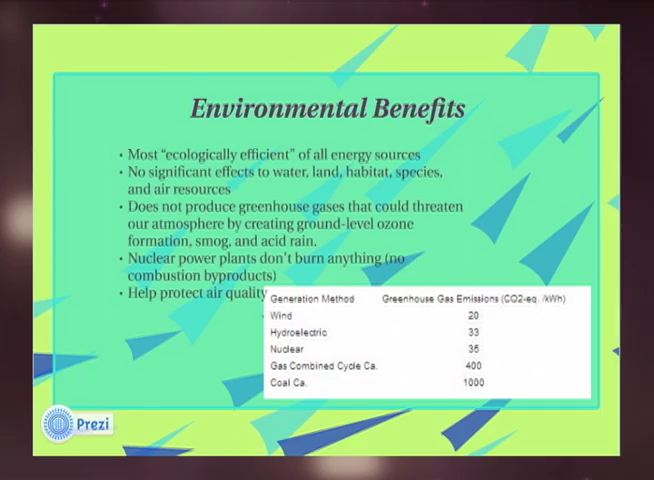 Environmental Benefits
• Most “ecologically efficient” of all energy sources
• No significant effects to water, land, habitat, species,
and air resources
• Does not produce greenhouse gases that could threaten
our atmosphere by creating ground-level ozone
formation, smog, and acid rain.
• Nuclear power plants don’t burn anything (no
combustion byproducts)
• Help protect air quality
Generation Method Greenhouse Gas Emissions (CO2-eq. /kWh)
Wind 20
Hydroelectric 33
Nuclear 35
Gas Combined Cycle Ca. 400
Coal Ca. 1000
Prezi